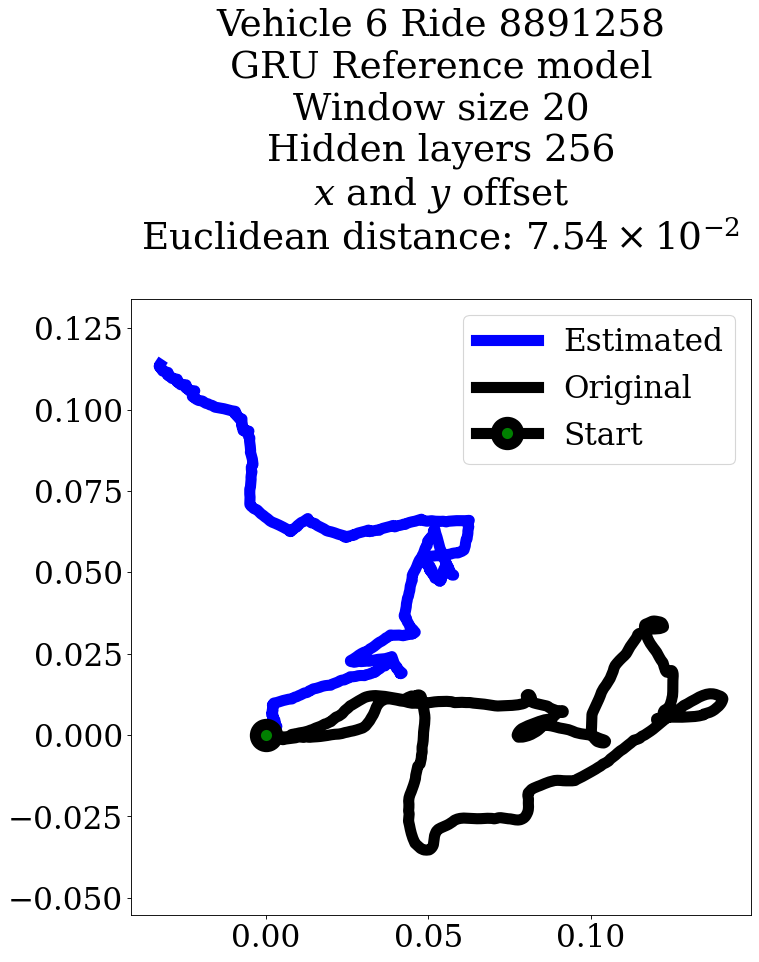 Vehicle 6 Ride 8891258
GRU Reference model
Window size 20
Hidden layers 256
x and y offset
Euclidean distance: 7.54 × 10⁻²
Estimated
Original
Start
0.125
0.100
0.075
0.050
0.025
0.000
−0.025
−0.050
0.00 0.05 0.10